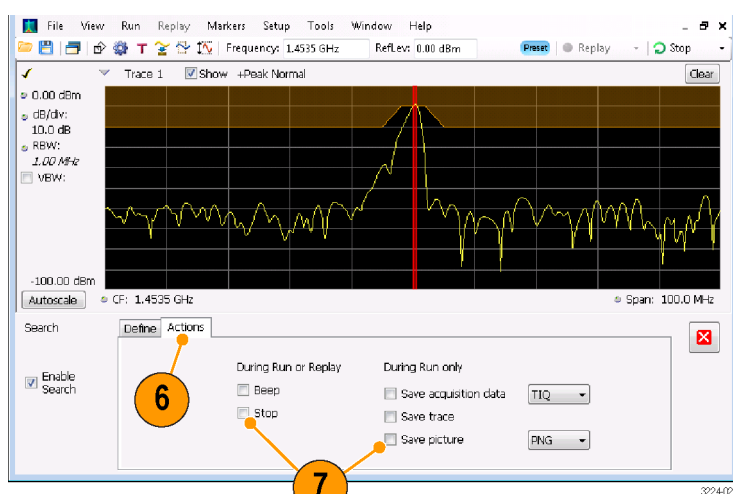 File View Run Replay Markers Setup Tools Window Help
T Frequency: 1.4535 GHz RefLev: 0.00 dBm Preset Replay Stop
Trace 1 Show +Peak Normal Clear
0.00 dBm
dB/div:
10.0 dB
RBW:
1.00 MHz
VBW:
-100.00 dBm
Autoscale CF: 1.4535 GHz Span: 100.0 MHz
Search Define Actions
During Run or Replay During Run only
Enable Search
Beep Save acquisition data TIQ
Stop Save trace
Save picture PNG
6
7
3224-02